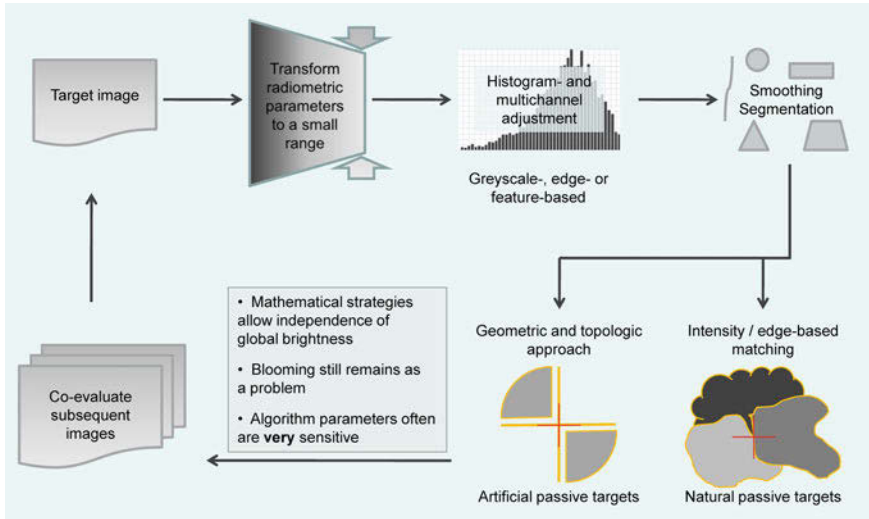 Target image
Transform
radiometric
parameters
to a small
range
Histogram- and
multichannel
adjustment
Greyscale-, edge- or
feature-based
Smoothing
Segmentation
Geometric and topologic
approach
Artificial passive targets
Intensity / edge-based
matching
Natural passive targets
• Mathematical strategies
allow independence of
global brightness
• Blooming still remains as
a problem
• Algorithm parameters often
are very sensitive
Co-evaluate
subsequent
images